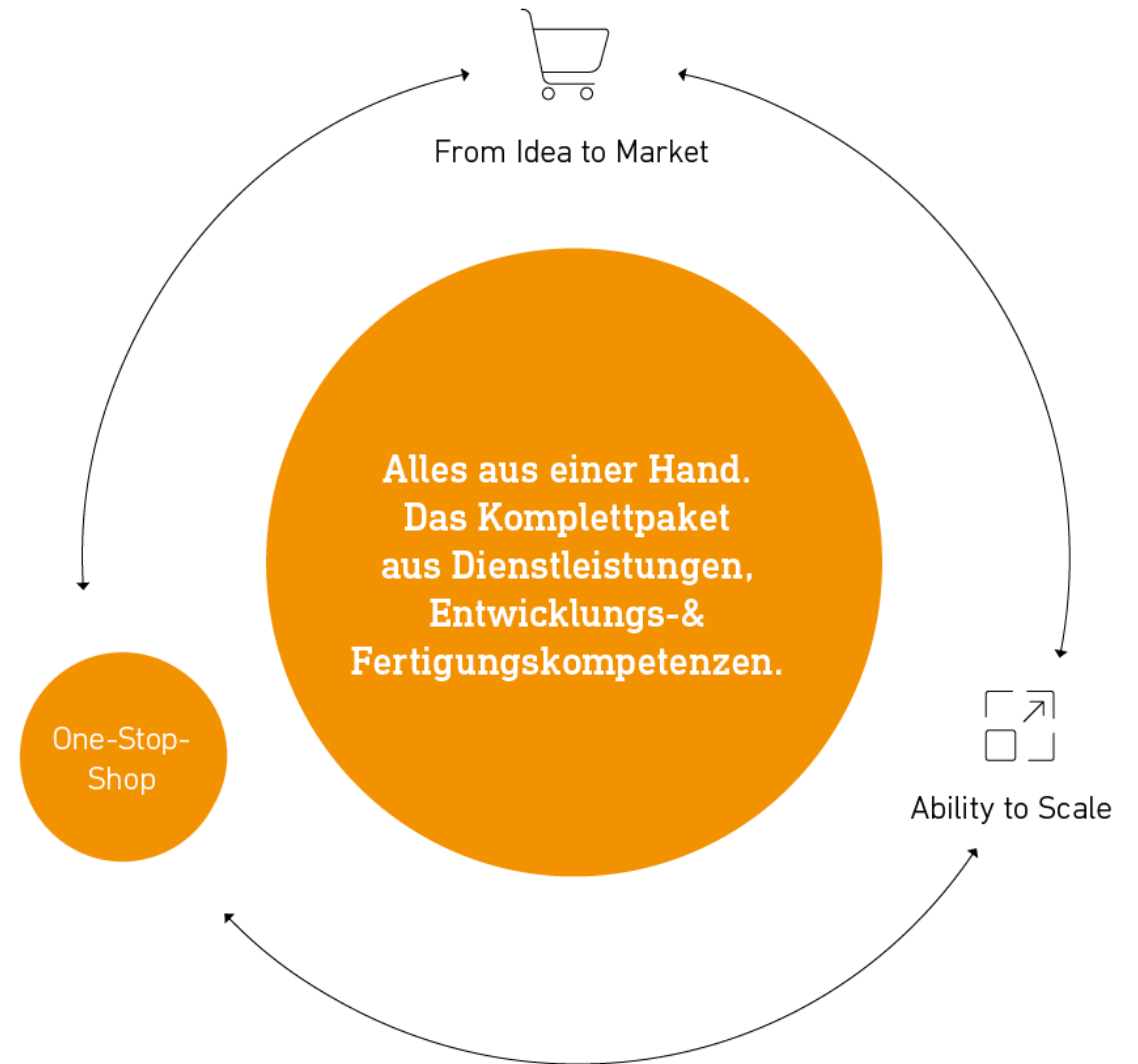 From Idea to Market
Alles aus einer Hand.
Das Komplettpaket
aus Dienstleistungen,
Entwicklungs-&
Fertigungskompetenzen.
One-Stop-
Shop
Ability to Scale